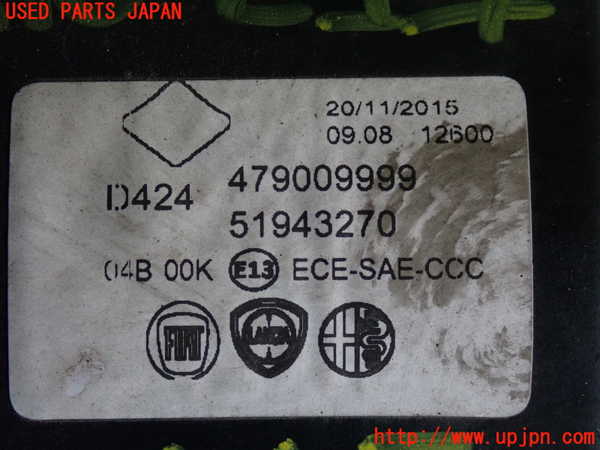 USED PARTS JAPAN
20/11/2015
09.08 12600
D424 479009999
51943270
04B 00K E13 ECE-SAE-CCC
FIAT LANCIA
http://www.upjpn.com/